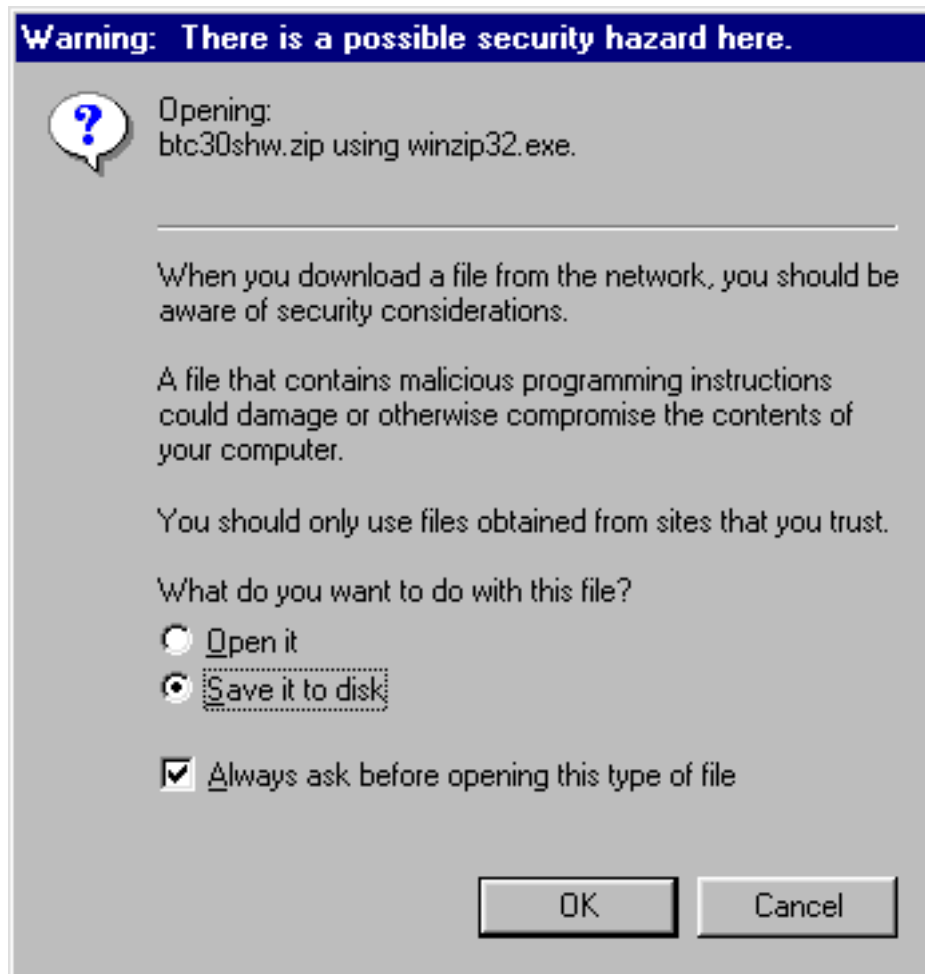 Warning:  There is a possible security hazard here.
Opening:
btc30shw.zip using winzip32.exe.
When you download a file from the network, you should be
aware of security considerations.
A file that contains malicious programming instructions
could damage or otherwise compromise the contents of
your computer.
You should only use files obtained from sites that you trust.
What do you want to do with this file?
Open it
Save it to disk
Always ask before opening this type of file
OK
Cancel